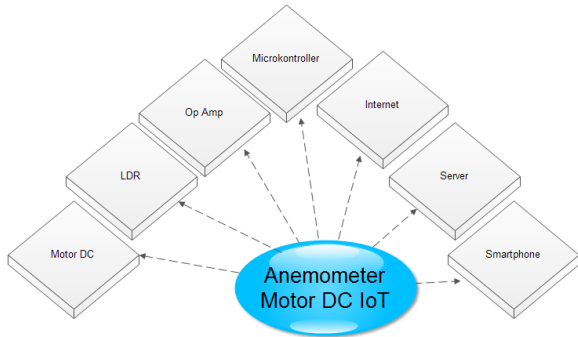 Microkontroller
Op Amp
Internet
LDR
Server
Motor DC
Smartphone
Anemometer
Motor DC IoT